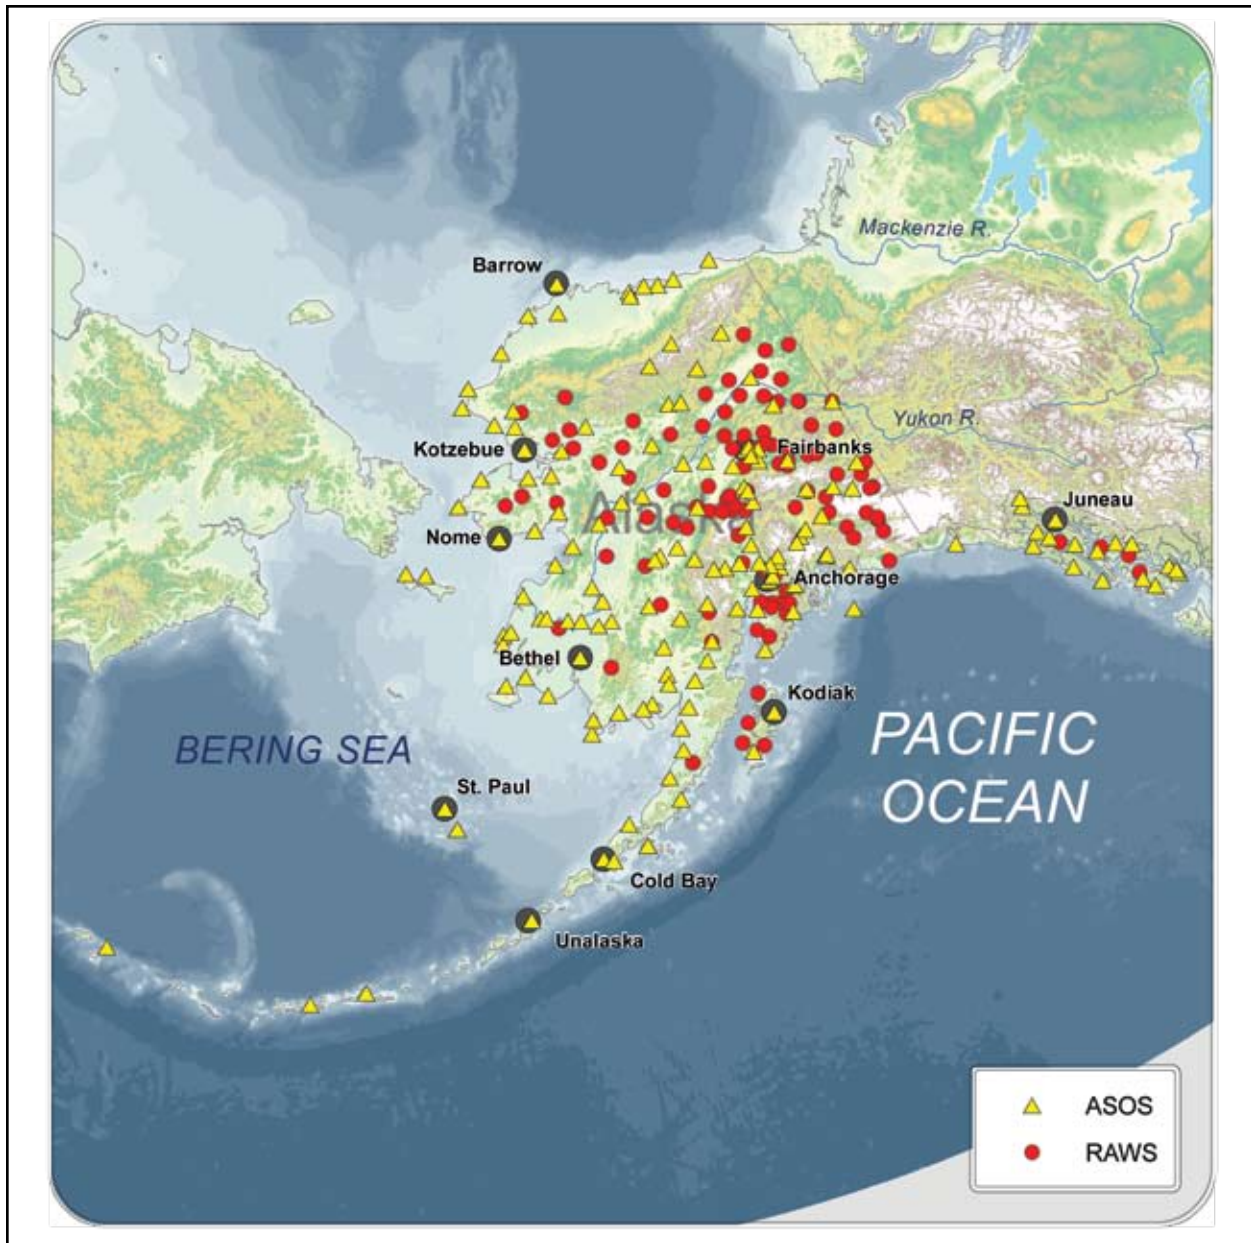 Mackenzie R.
Barrow
Yukon R.
Kotzebue
Fairbanks
Alaska
Juneau
Nome
Anchorage
Bethel
Kodiak
BERING SEA
PACIFIC
OCEAN
St. Paul
Cold Bay
Unalaska
ASOS
RAWS